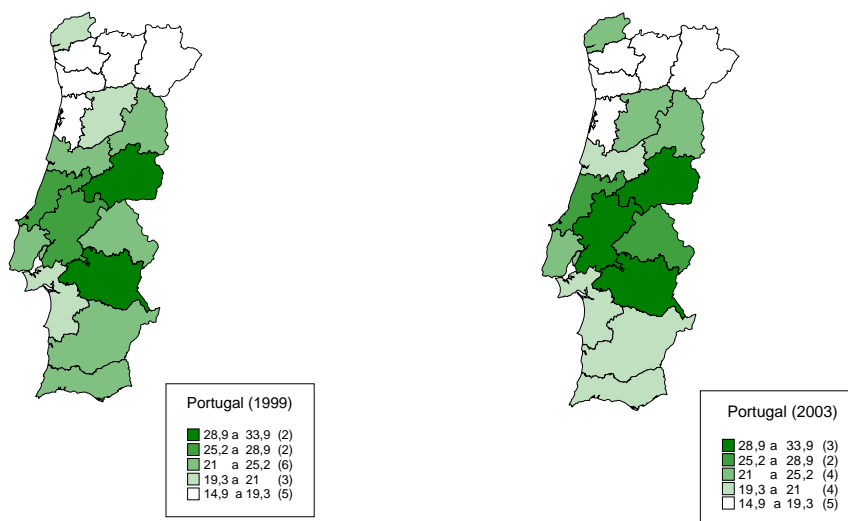 Portugal (1999)
28,9 a 33,9 (2)
25,2 a 28,9 (2)
21 a 25,2 (6)
19,3 a 21 (3)
14,9 a 19,3 (5)
Portugal (2003)
28,9 a 33,9 (3)
25,2 a 28,9 (2)
21 a 25,2 (4)
19,3 a 21 (4)
14,9 a 19,3 (5)